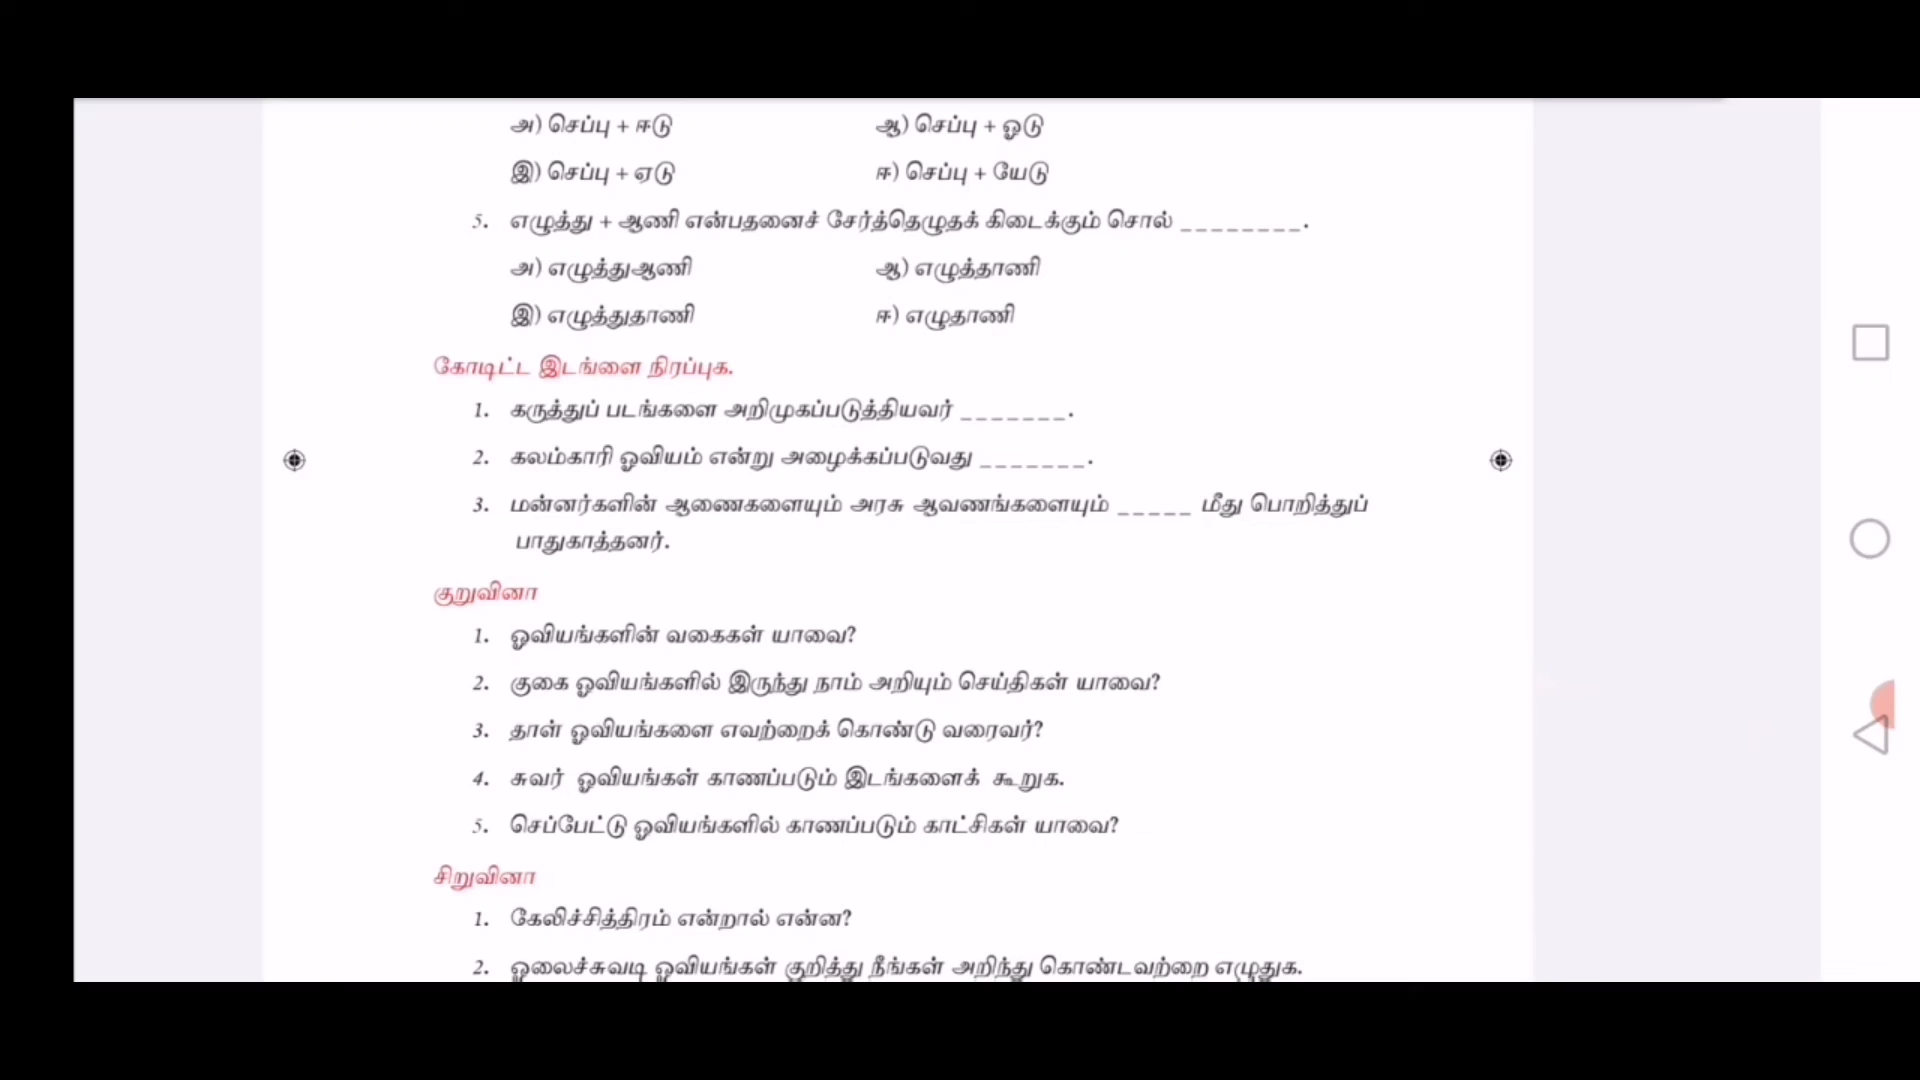 அ) செப்பு + ஈடு ஆ) செப்பு + ஓடு
இ) செப்பு + ஏடு ஈ) செப்பு + யேடு
5. எழுத்து + ஆணி என்பதனைச் சேர்த்தெழுதக் கிடைக்கும் சொல் ________.
அ) எழுத்துஆணி ஆ) எழுத்தாணி
இ) எழுத்துதாணி ஈ) எழுதாணி
கோடிட்ட இடங்ளை நிரப்புக.
1. கருத்துப் படங்களை அறிமுகப்படுத்தியவர் _______.
2. கலம்காரி ஓவியம் என்று அழைக்கப்படுவது _______.
3. மன்னர்களின் ஆணைகளையும் அரசு ஆவணங்களையும் _____ மீது பொறித்துப்
பாதுகாத்தனர்.
குறுவினா
1. ஓவியங்களின் வகைகள் யாவை?
2. குகை ஓவியங்களில் இருந்து நாம் அறியும் செய்திகள் யாவை?
3. தாள் ஓவியங்களை எவற்றைக் கொண்டு வரைவர்?
4. சுவர் ஓவியங்கள் காணப்படும் இடங்களைக் கூறுக.
5. செப்பேட்டு ஓவியங்களில் காணப்படும் காட்சிகள் யாவை?
சிறுவினா
1. கேலிச்சித்திரம் என்றால் என்ன?
2. ஓலைச்சுவடி ஓவியங்கள் குறித்து நீங்கள் அறிந்து கொண்டவற்றை எழுதுக.